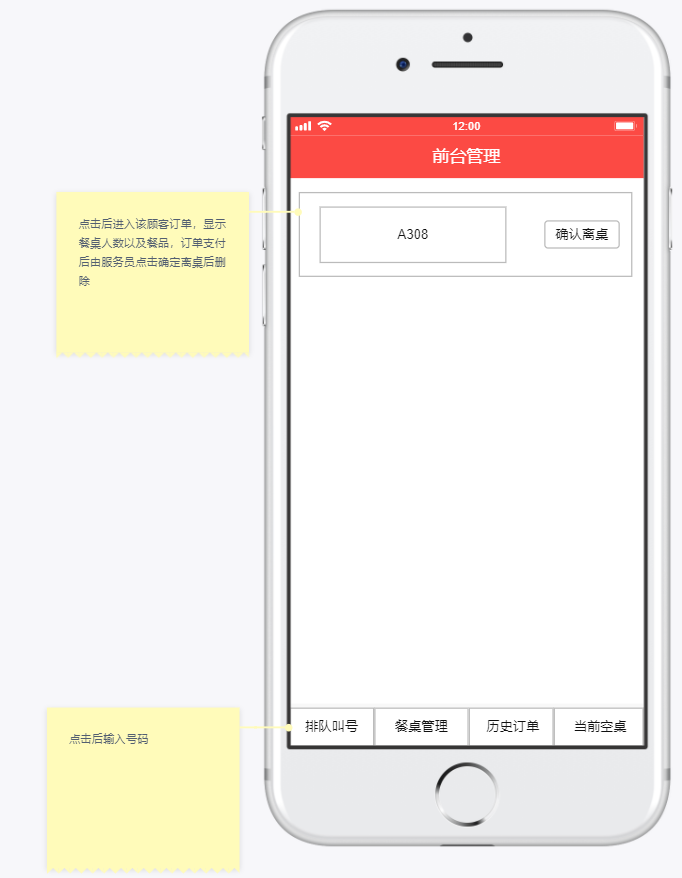 12:00
前台管理
点击后进入该顾客订单，显示
餐桌人数以及餐品，订单支付
后由服务员点击确定离桌后删
除
A308
确认离桌
排队叫号
餐桌管理
历史订单
当前空桌
点击后输入号码